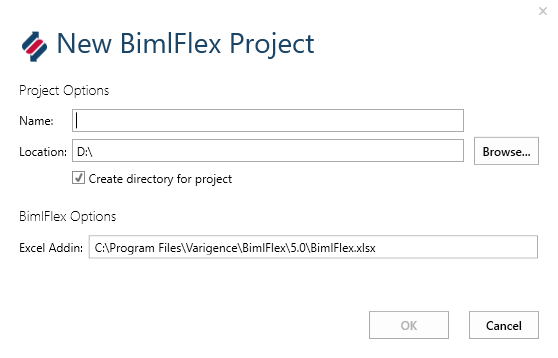 New BimlFlex Project
Project Options
Name:
Location: D:\ Browse...
Create directory for project
BimlFlex Options
Excel Addin: C:\Program Files\Varigence\BimlFlex\5.0\BimlFlex.xlsx
OK Cancel